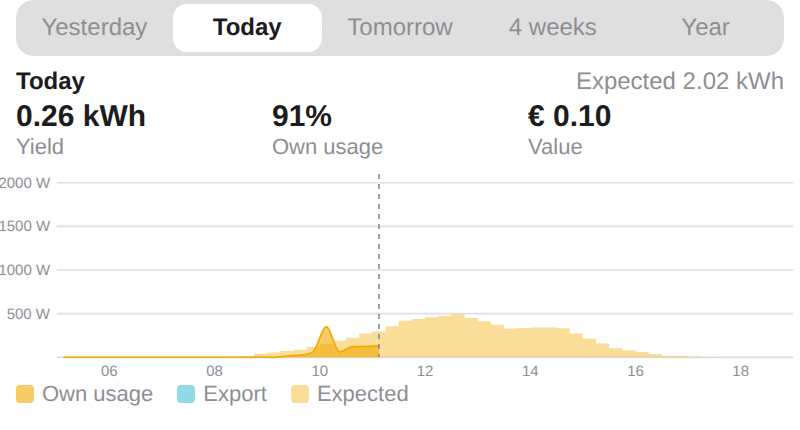 Yesterday Today Tomorrow 4 weeks Year
Today Expected 2.02 kWh
0.26 kWh 91% € 0.10
Yield Own usage Value
2000 W
1500 W
1000 W
500 W
06 08 10 12 14 16 18
Own usage Export Expected